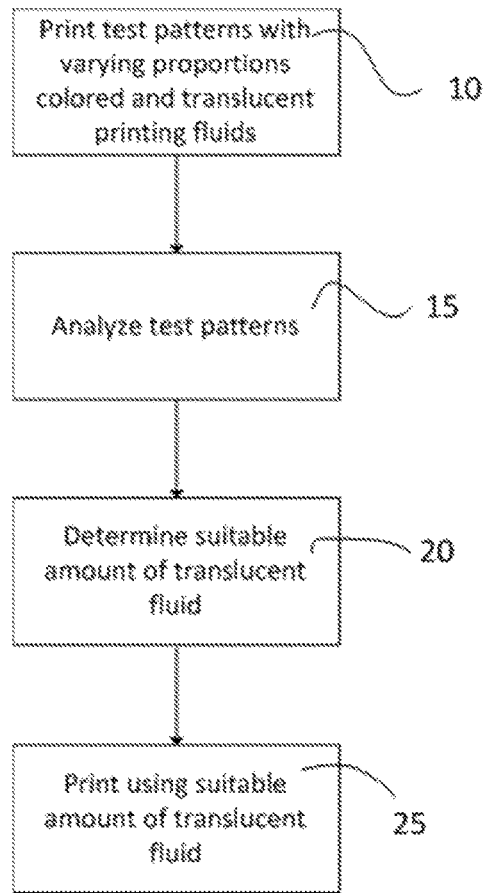 Print test patterns with
varying proportions
colored and translucent
printing fluids
10
Analyze test patterns
15
Determine suitable
amount of translucent
fluid
20
Print using suitable
amount of translucent
fluid
25